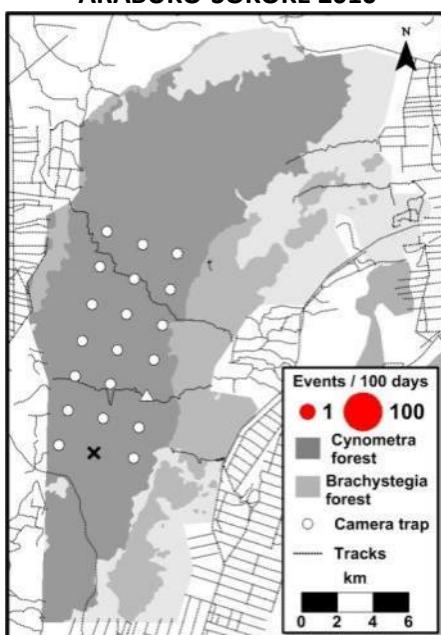 ARABUKO-SOKOKE 2010
N
Events / 100 days
1 100
Cynometra
forest
Brachystegia
forest
Camera trap
Tracks
km
0 2 4 6